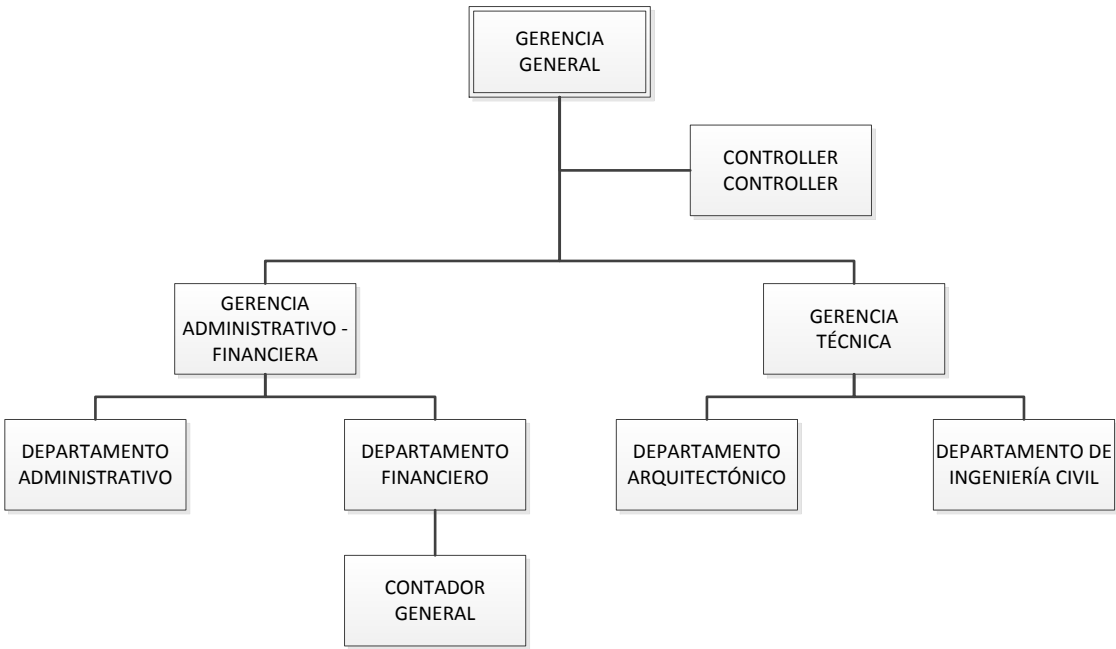 GERENCIA
GENERAL
CONTROLLER
CONTROLLER
GERENCIA
ADMINISTRATIVO -
FINANCIERA
GERENCIA
TÉCNICA
DEPARTAMENTO
ADMINISTRATIVO
DEPARTAMENTO
FINANCIERO
DEPARTAMENTO
ARQUITECTÓNICO
DEPARTAMENTO DE
INGENIERÍA CIVIL
CONTADOR
GENERAL